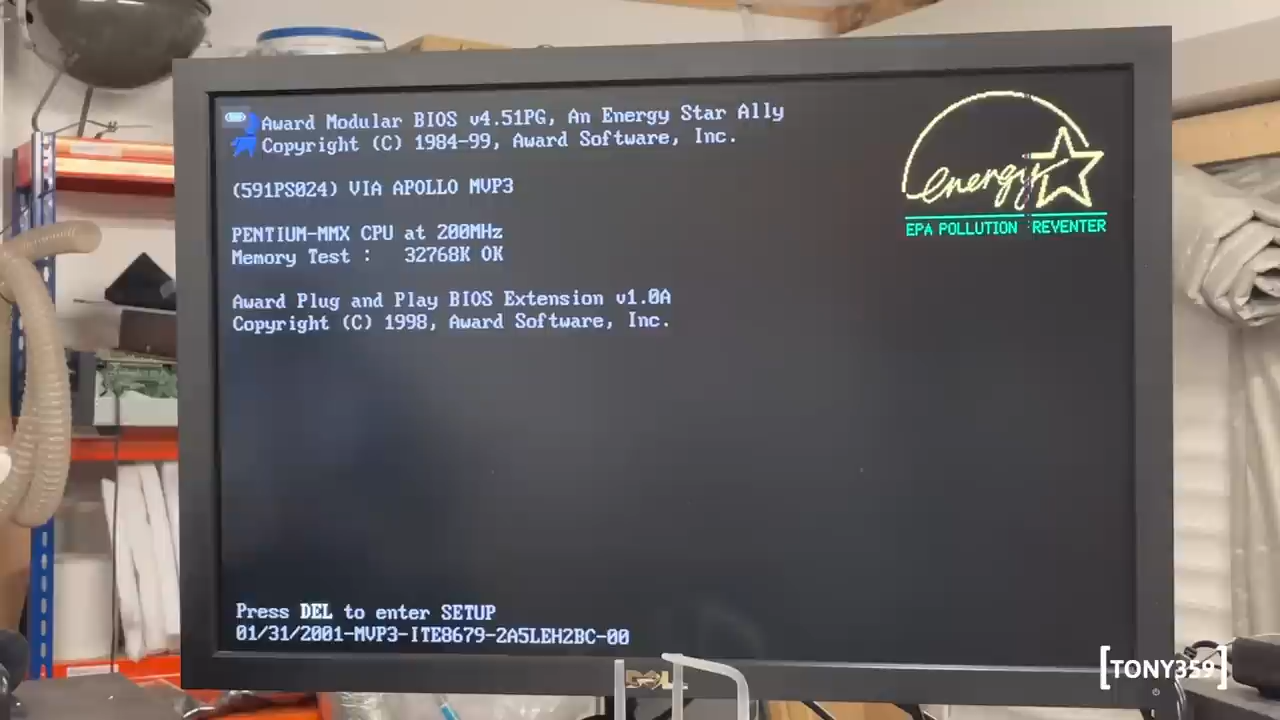 Award Modular BIOS v4.51PG, An Energy Star Ally
Copyright (C) 1984-99, Award Software, Inc.
energy
EPA POLLUTION REVENTER
(591PS024) VIA APOLLO MVP3
PENTIUM-MMX CPU at 200MHz
Memory Test : 32768K OK
Award Plug and Play BIOS Extension v1.0A
Copyright (C) 1998, Award Software, Inc.
Press DEL to enter SETUP
01/31/2001-MVP3-ITE8679-2A5LEH2BC-00
DELL
[TONY359]